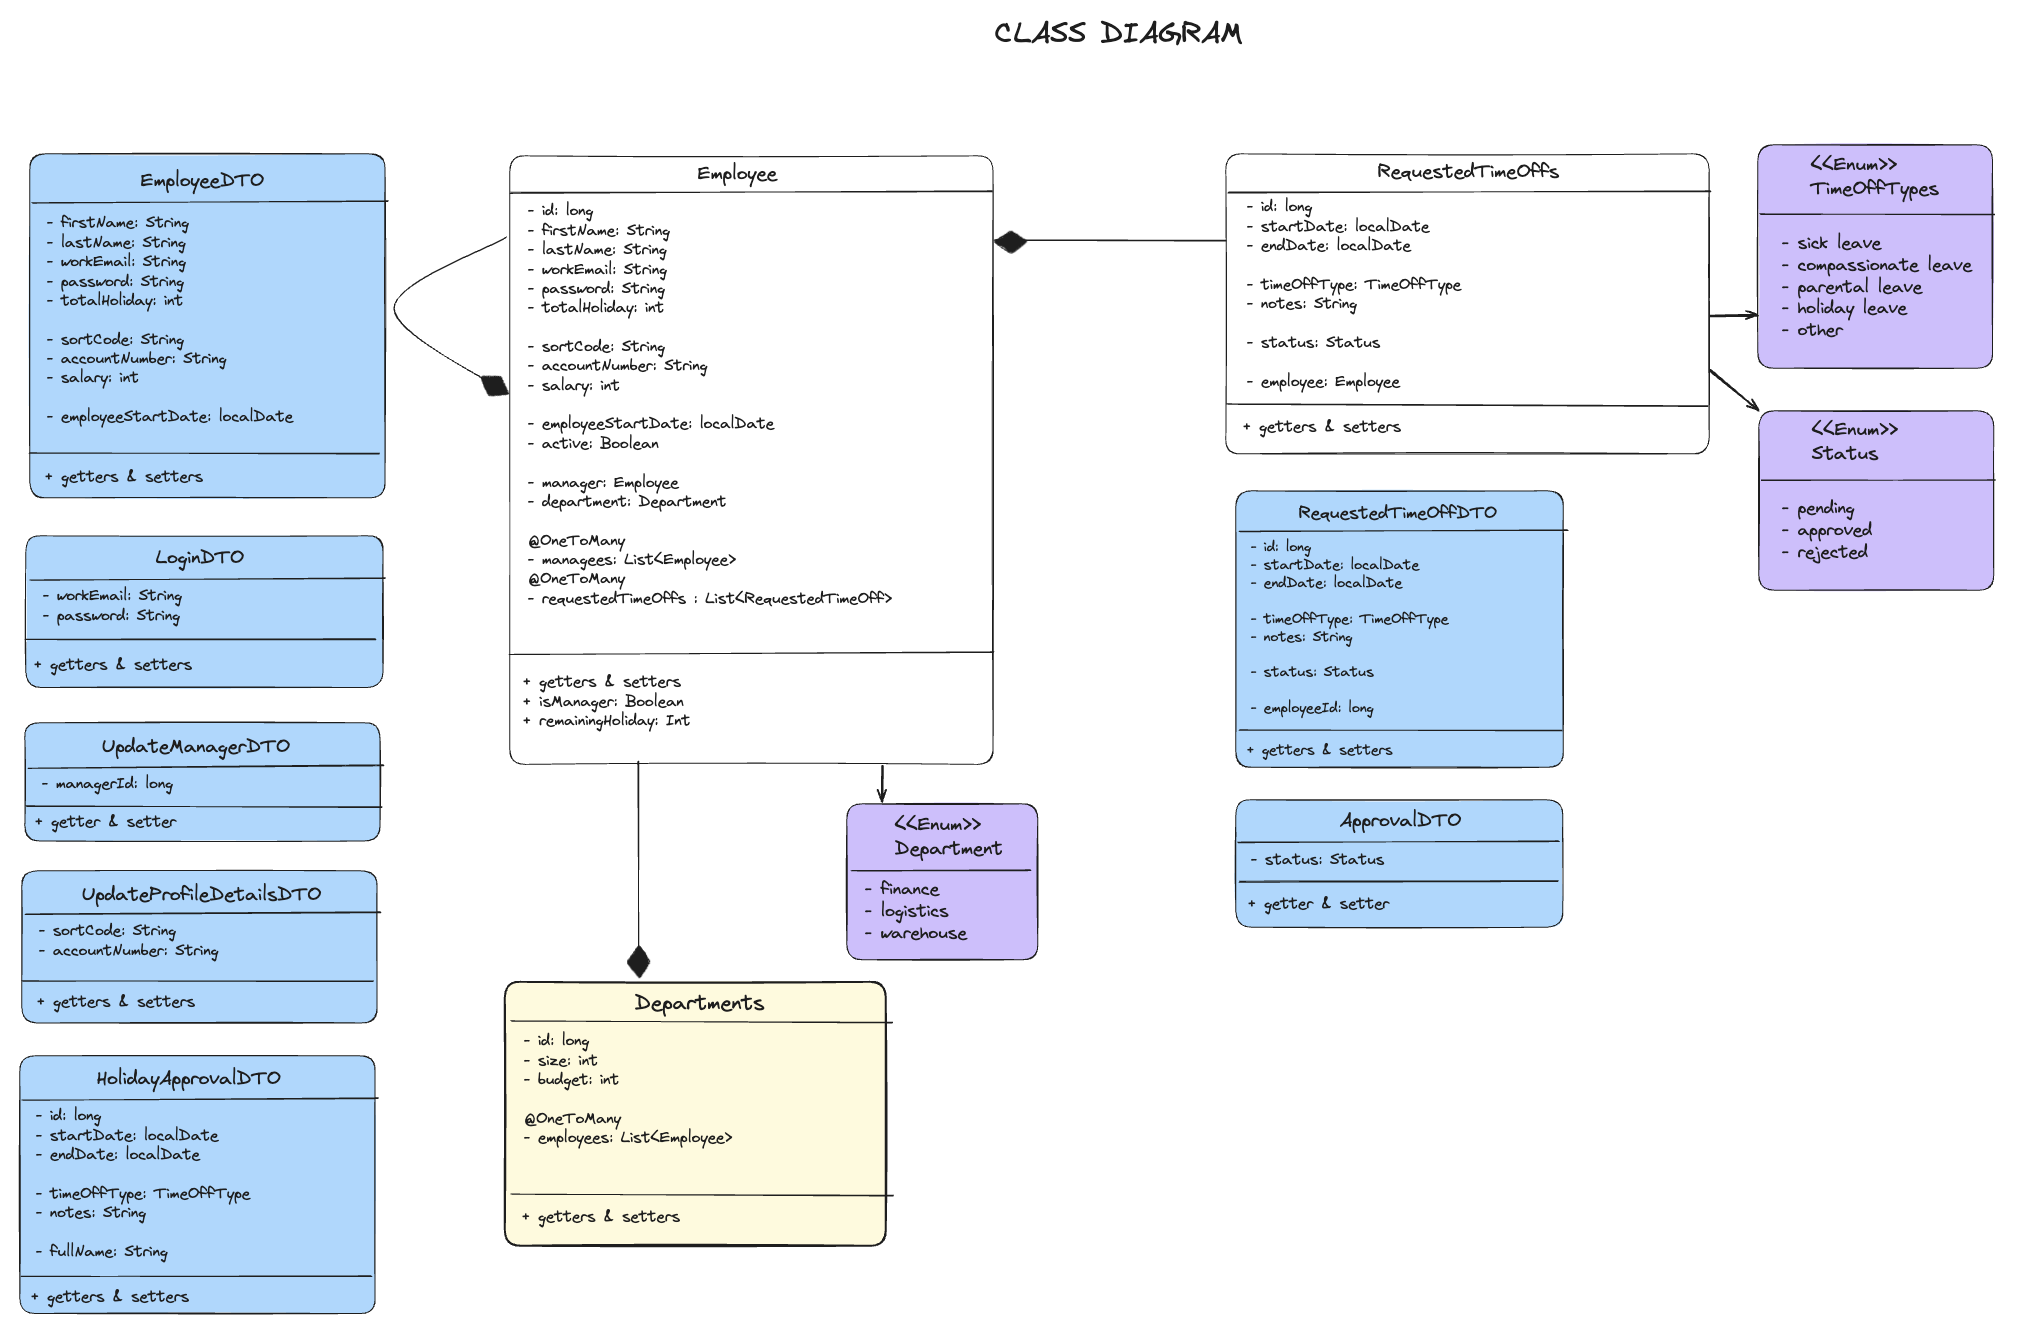 CLASS DIAGRAM
EmployeeDTO
- firstName: String
- lastName: String
- workEmail: String
- password: String
- totalHoliday: int
- sortCode: String
- accountNumber: String
- salary: int
- employeeStartDate: localDate
+ getters & setters
LoginDTO
- workEmail: String
- password: String
+ getters & setters
UpdateManagerDTO
- managerId: long
+ getter & setter
UpdateProfileDetailsDTO
- sortCode: String
- accountNumber: String
+ getters & setters
HolidayApprovalDTO
- id: long
- startDate: localDate
- endDate: localDate
- timeOffType: TimeOffType
- notes: String
- fullName: String
+ getters & setters
Employee
- id: long
- firstName: String
- lastName: String
- workEmail: String
- password: String
- totalHoliday: int
- sortCode: String
- accountNumber: String
- salary: int
- employeeStartDate: localDate
- active: Boolean
- manager: Employee
- department: Department
@OneToMany
- managees: List<Employee>
@OneToMany
- requestedTimeOffs : List<RequestedTimeOff>
+ getters & setters
+ isManager: Boolean
+ remainingHoliday: Int
<<Enum>>
Department
- finance
- logistics
- warehouse
Departments
- id: long
- size: int
- budget: int
@OneToMany
- employees: List<Employee>
+ getters & setters
RequestedTimeOffs
- id: long
- startDate: localDate
- endDate: localDate
- timeOffType: TimeOffType
- notes: String
- status: Status
- employee: Employee
+ getters & setters
RequestedTimeOffDTO
- id: long
- startDate: localDate
- endDate: localDate
- timeOffType: TimeOffType
- notes: String
- status: Status
- employeeId: long
+ getters & setters
ApprovalDTO
- status: Status
+ getter & setter
<<Enum>>
TimeOffTypes
- sick leave
- compassionate leave
- parental leave
- holiday leave
- other
<<Enum>>
Status
- pending
- approved
- rejected